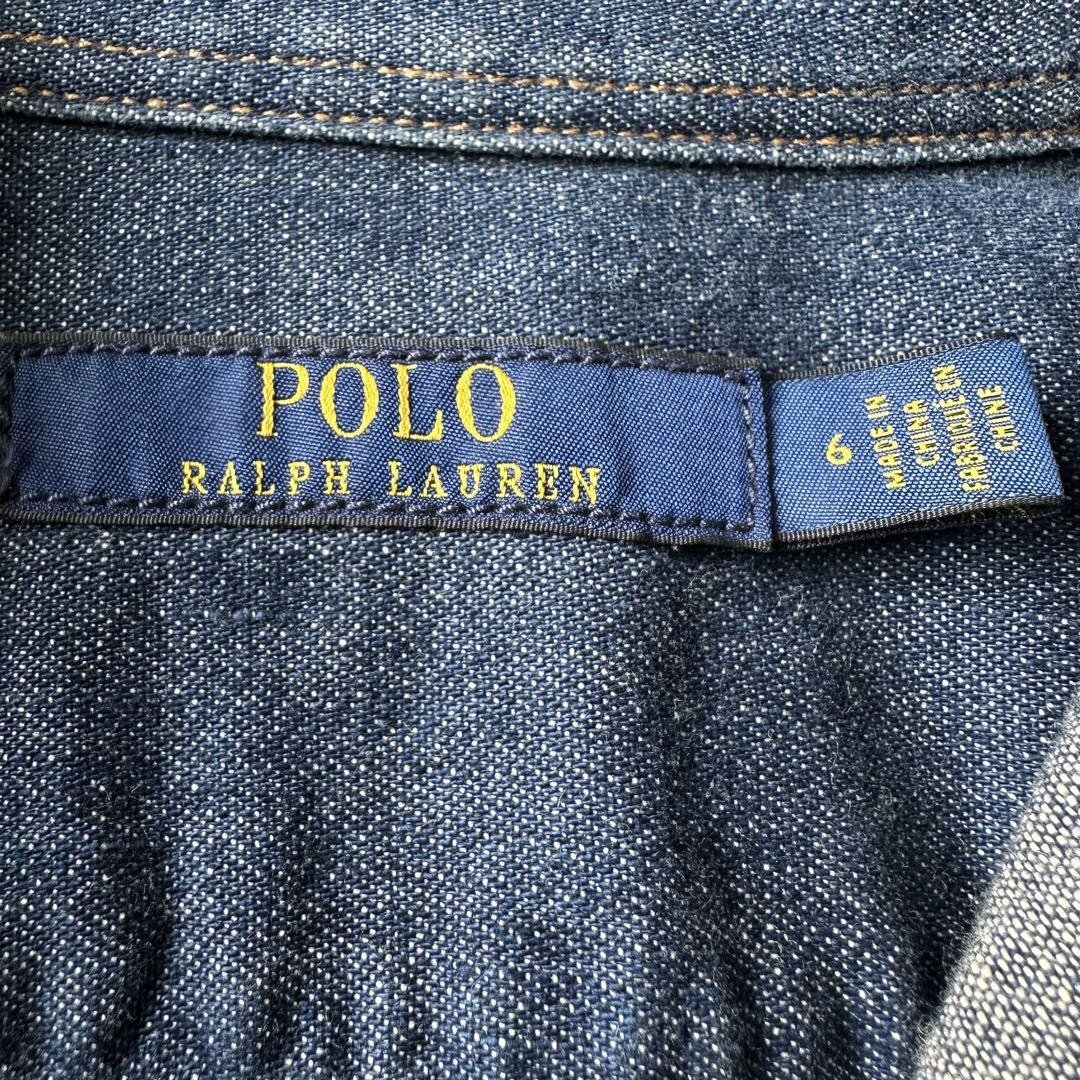 POLO
RALPH LAUREN
6
MADE IN
CHINA
FABRIQUÉ EN
CHINE